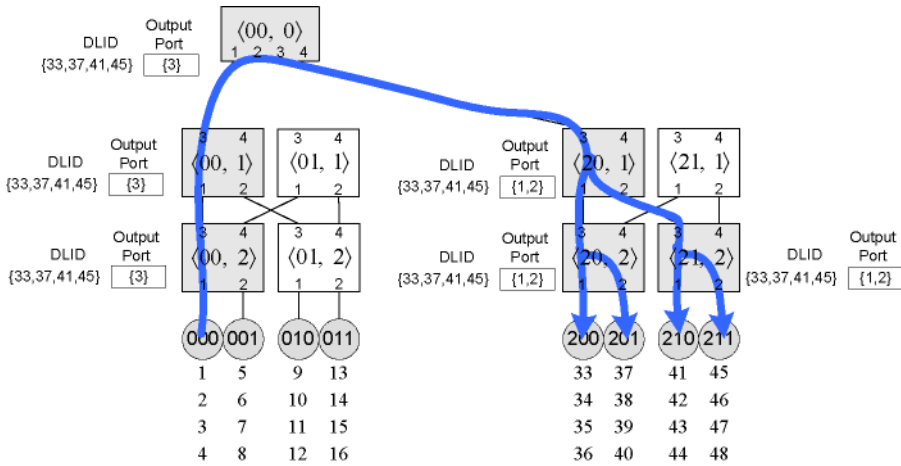 Output
Port
DLID
{33,37,41,45}
{3}
⟨00, 0⟩
1 2 3 4
Output
Port
DLID
{33,37,41,45}
{3}
3 4
⟨00, 1⟩
1 2
3 4
⟨01, 1⟩
1 2
Output
Port
DLID
{33,37,41,45}
{1,2}
3 4
⟨20, 1⟩
1 2
3 4
⟨21, 1⟩
1 2
Output
Port
DLID
{33,37,41,45}
{3}
3 4
⟨00, 2⟩
1 2
3 4
⟨01, 2⟩
1 2
Output
Port
DLID
{33,37,41,45}
{1,2}
3 4
⟨20, 2⟩
1 2
3 4
⟨21, 2⟩
1 2
Output
Port
DLID
{33,37,41,45}
{1,2}
000 001 010 011 200 201 210 211
1 5 9 13 33 37 41 45
2 6 10 14 34 38 42 46
3 7 11 15 35 39 43 47
4 8 12 16 36 40 44 48